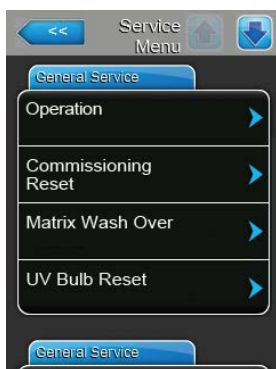 <<
Service
Menu
General Service
Operation
Commissioning
Reset
Matrix Wash Over
UV Bulb Reset
General Service